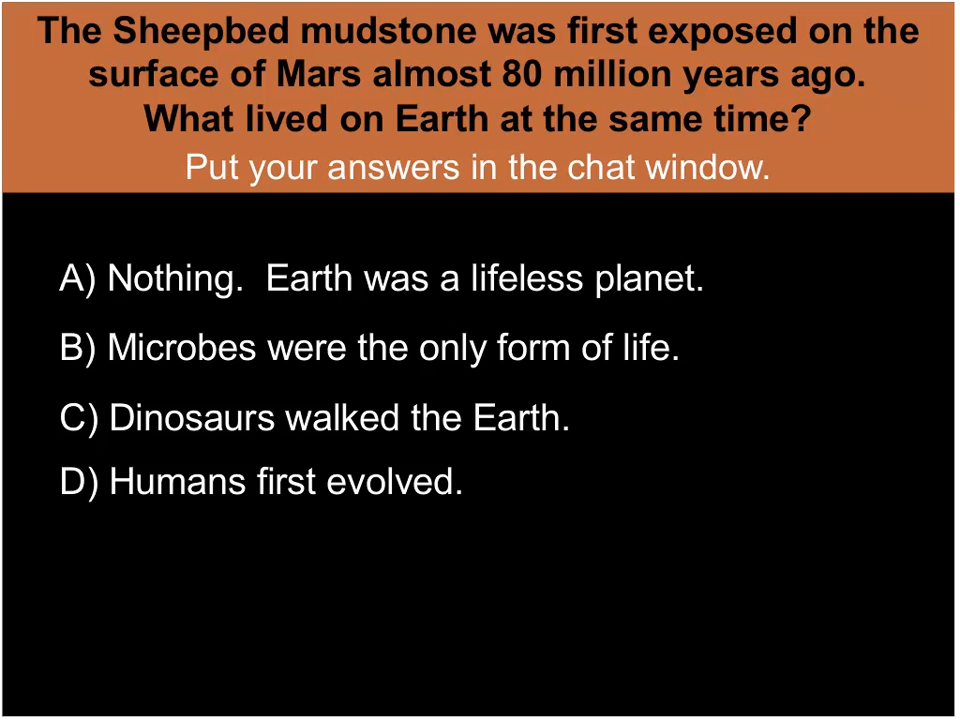 The Sheepbed mudstone was first exposed on the
surface of Mars almost 80 million years ago.
What lived on Earth at the same time?
Put your answers in the chat window.
A) Nothing.  Earth was a lifeless planet.
B) Microbes were the only form of life.
C) Dinosaurs walked the Earth.
D) Humans first evolved.